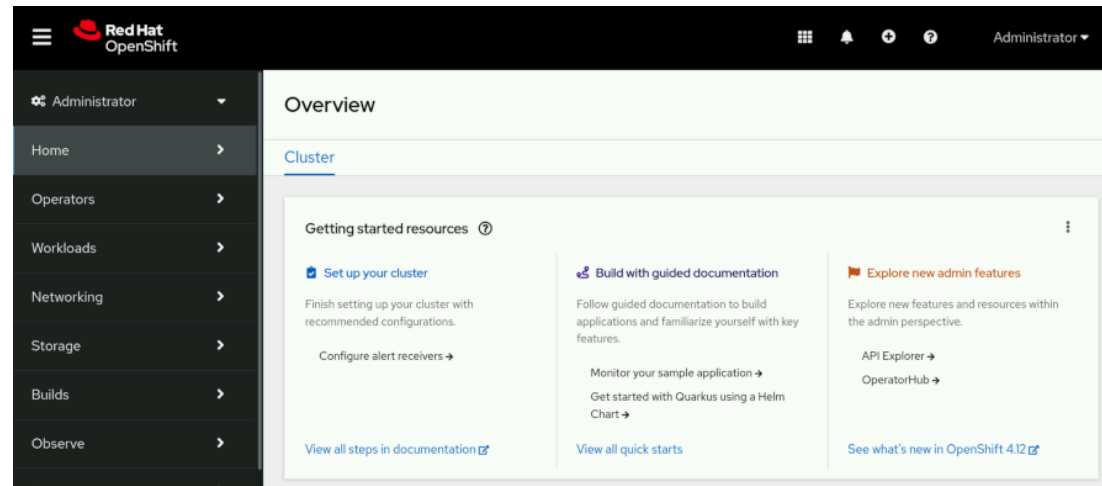 Red Hat
OpenShift
Administrator
Administrator
Home
Operators
Workloads
Networking
Storage
Builds
Observe
Overview
Cluster
Getting started resources
Set up your cluster
Finish setting up your cluster with
recommended configurations.
Configure alert receivers
View all steps in documentation
Build with guided documentation
Follow guided documentation to build
applications and familiarize yourself with key
features.
Monitor your sample application
Get started with Quarkus using a Helm
Chart
View all quick starts
Explore new admin features
Explore new features and resources within
the admin perspective.
API Explorer
OperatorHub
See what's new in OpenShift 4.12